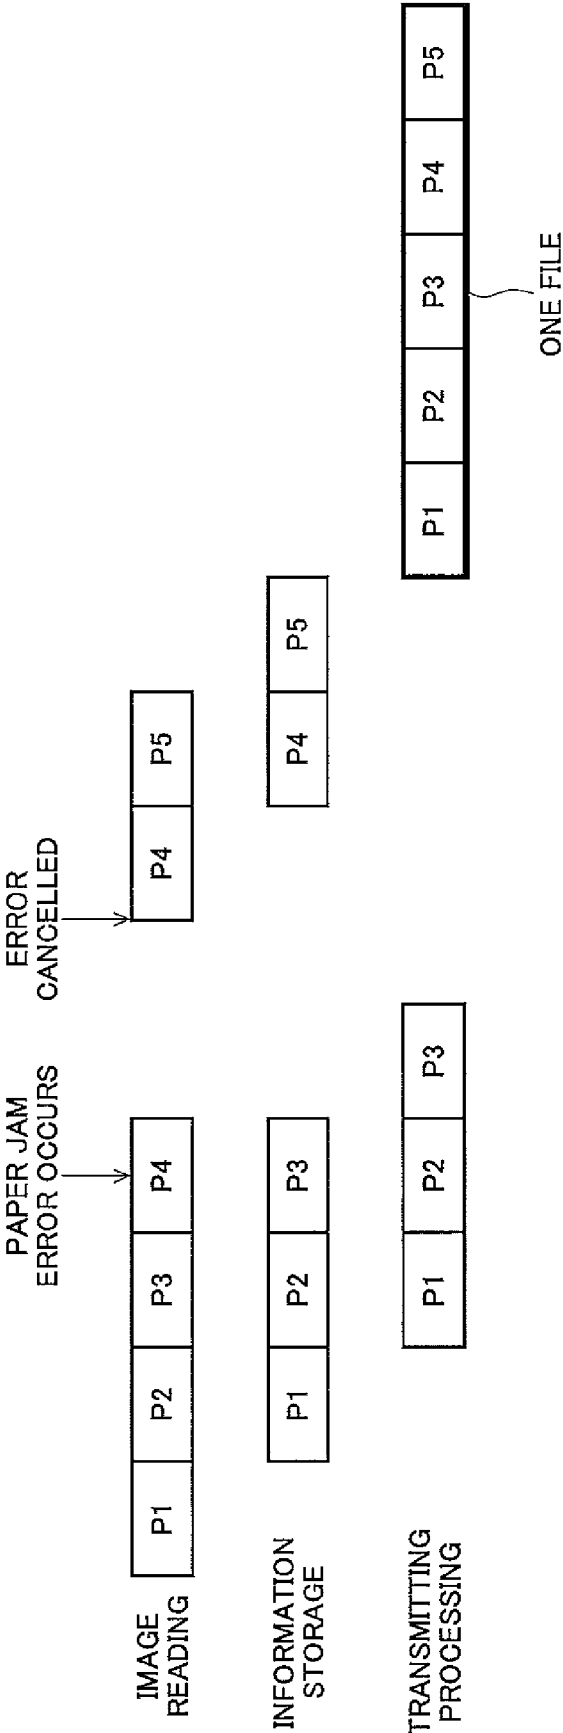 PAPER JAM
ERROR OCCURS
ERROR
CANCELLED
IMAGE
READING
P1 P2 P3 P4 P4 P5
INFORMATION
STORAGE
P1 P2 P3 P4 P5
TRANSMITTING
PROCESSING
P1 P2 P3 P1 P2 P3 P4 P5
ONE FILE